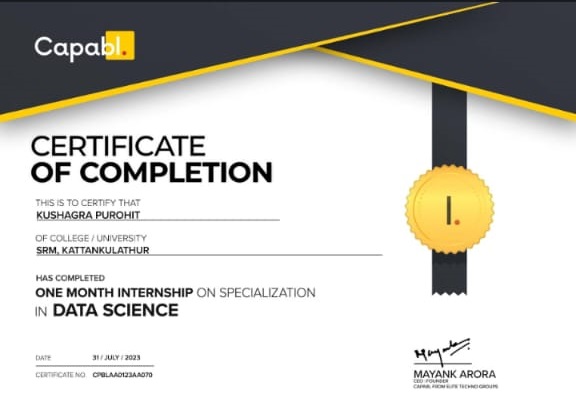 Capabl.
CERTIFICATE
OF COMPLETION
THIS IS TO CERTIFY THAT
KUSHAGRA PUROHIT
OF COLLEGE / UNIVERSITY
SRM, KATTANKULATHUR
HAS COMPLETED
ONE MONTH INTERNSHIP ON SPECIALIZATION
IN DATA SCIENCE
l.
DATE 31 / JULY / 2023
CERTIFICATE NO. CPBLAA0123AA070
Mayank
MAYANK ARORA
CEO - FOUNDER
CAPABL FROM ELITE TECHNO GROUPS